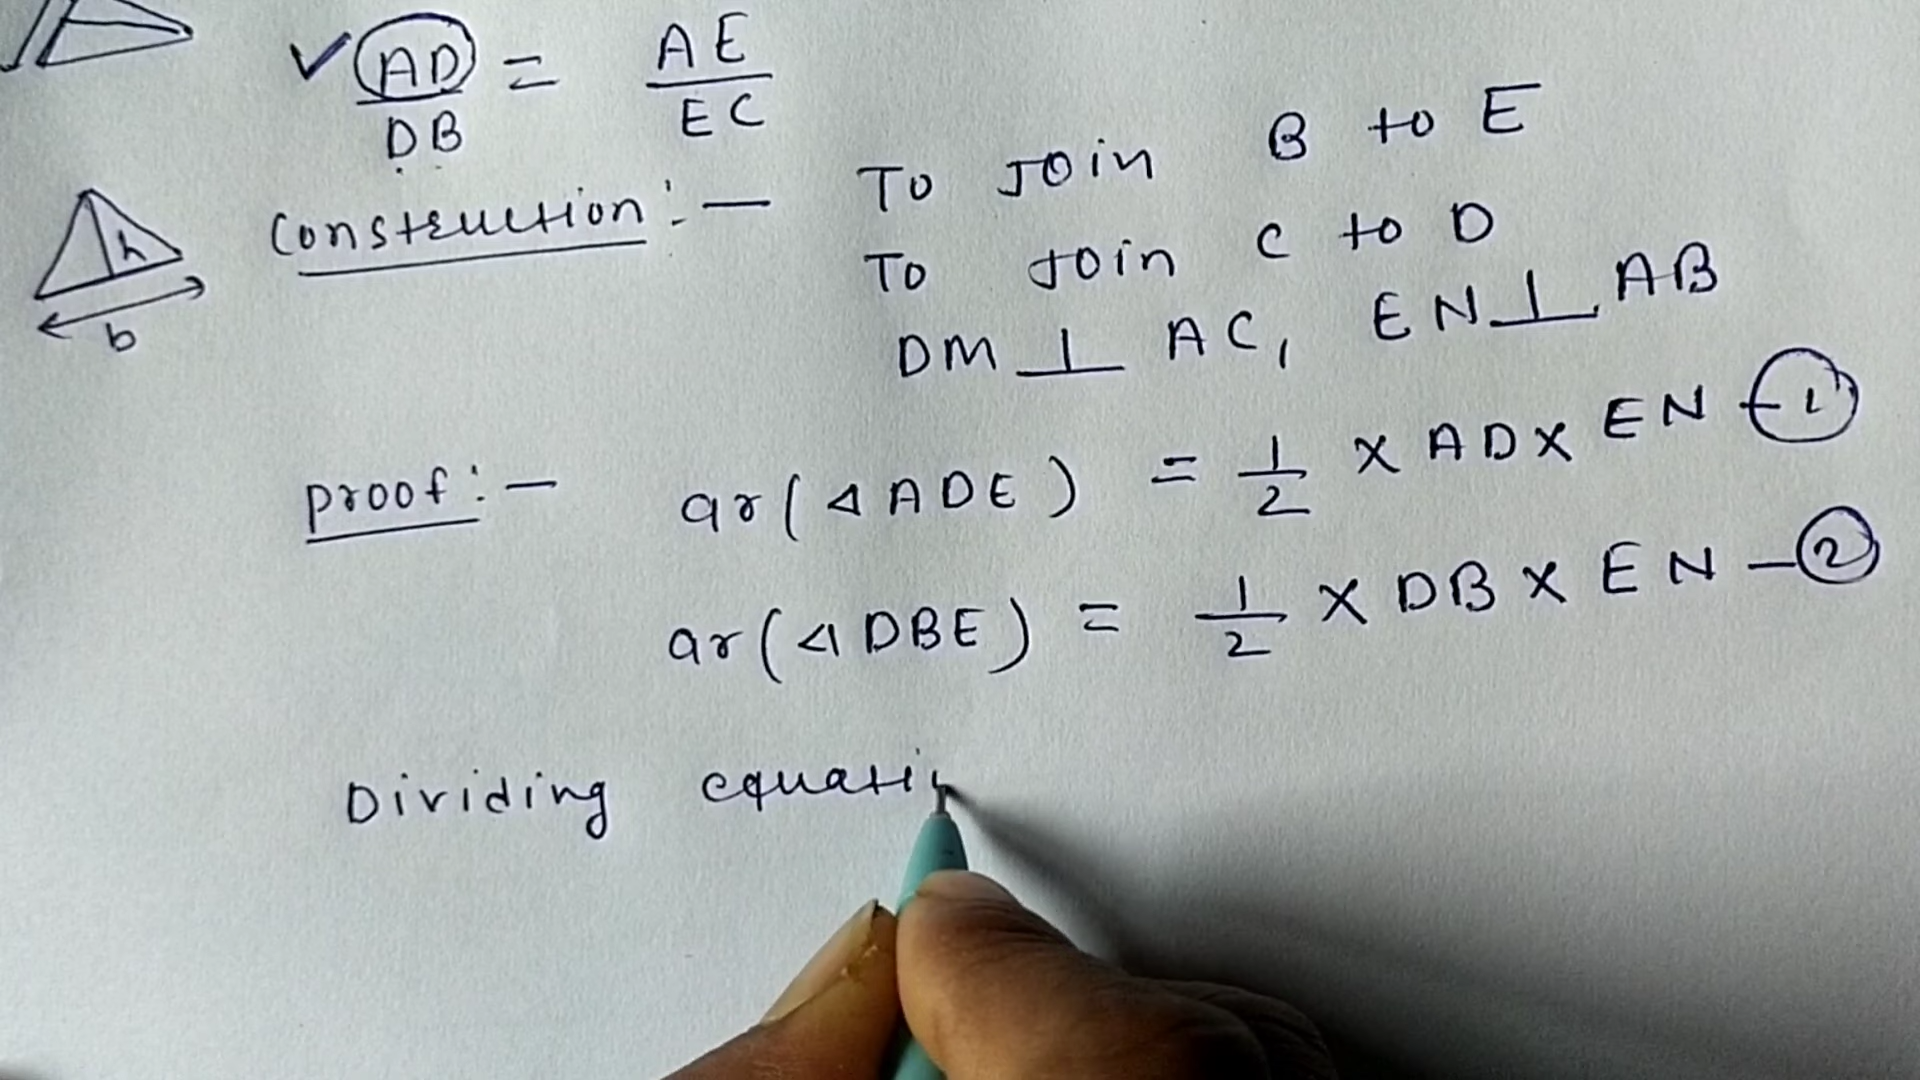 ✓ AD/DB = AE/EC
h
b
Construction :— To Join B to E
To Join C to D
DM ⊥ AC, EN ⊥ AB
Proof :— ar(△ADE) = 1/2 × AD × EN —①
ar(△DBE) = 1/2 × DB × EN —②
Dividing equati